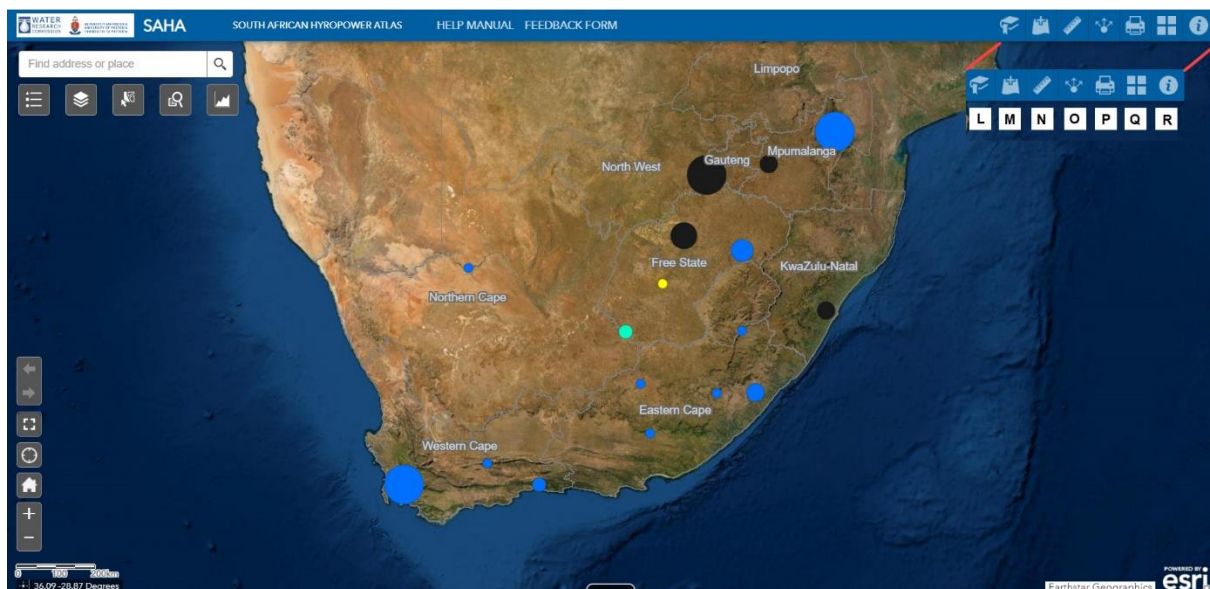 WATER
RESEARCH
COMMISSION
SAHA
SOUTH AFRICAN HYROPOWER ATLAS
HELP MANUAL
FEEDBACK FORM
Find address or place
Limpopo
L M N O P Q R
Mpumalanga
Gauteng
North West
Free State
KwaZulu-Natal
Northern Cape
Eastern Cape
Western Cape
0 100 200km
36.09 -28.87 Degrees
Earthstar Geographics
POWERED BY
esri